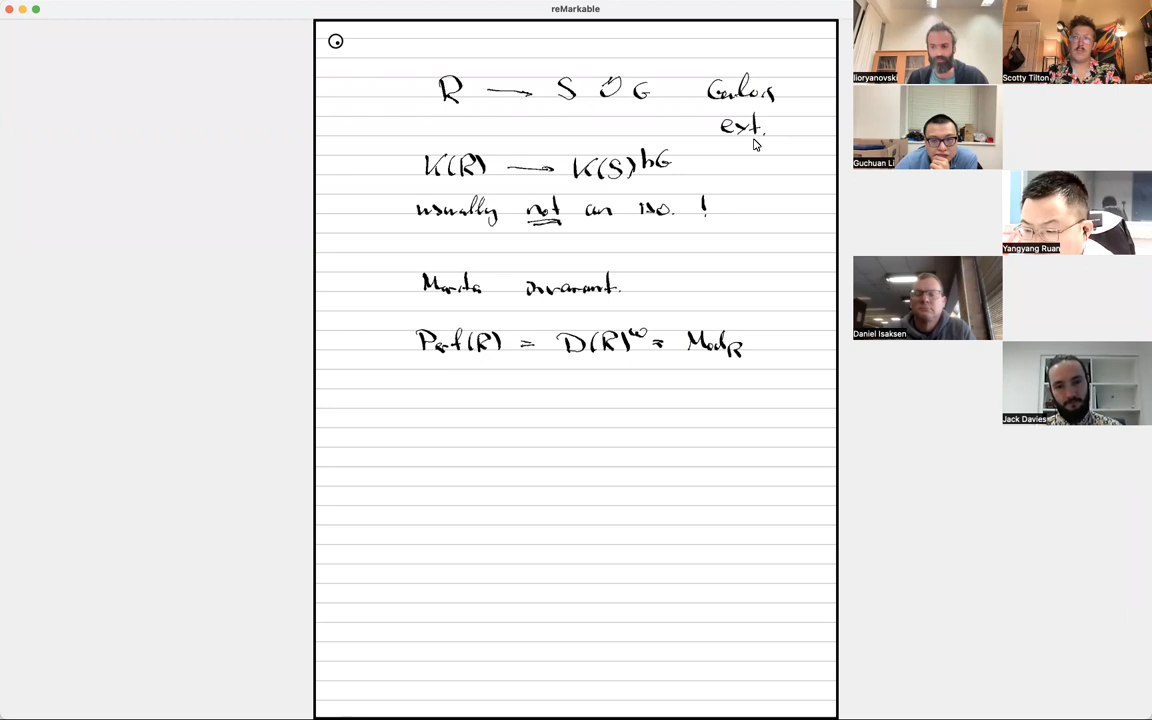 reMarkable
R → S ↺ G Galois
ext.
K(R) → K(S)^hG
usually not an iso. !
Morita invariant.
Perf(R) = D(R)^ω = Mod_R
lioryanovski
Scotty Tilton
Guchuan Li
Yangyang Ruan
Daniel Isaksen
Jack Davies